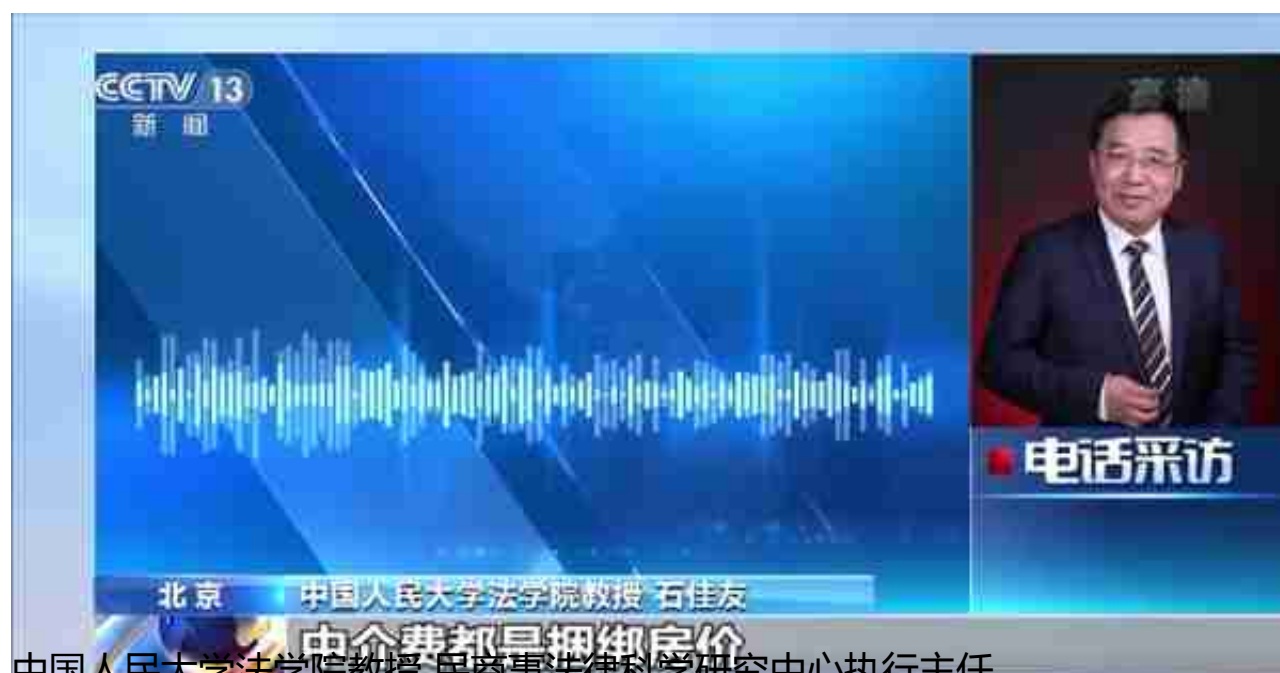 CCTV 13
新闻
高清
电话采访
北京 中国人民大学法学院教授 石佳友
中介费都是捆绑房价
中国人民大学法学院教授 民商事法律科学研究中心执行主任